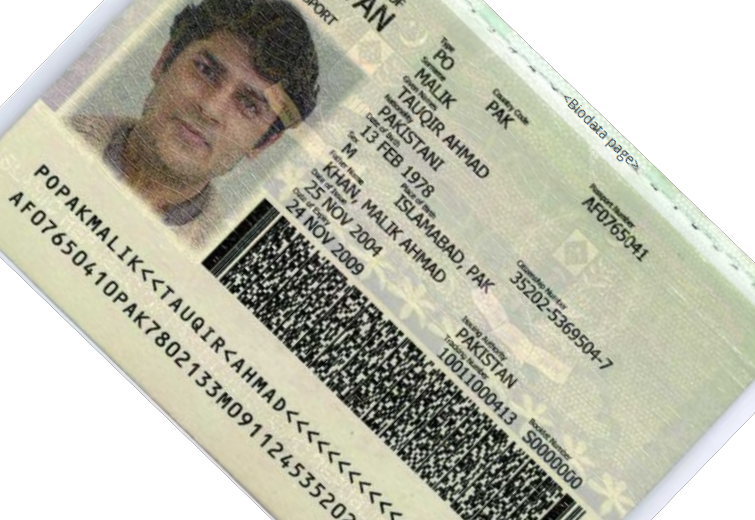 OF
PORT
AN
Type
PO
Country Code
PAK
Surname
MALIK
Given Names
TAUQIR AHMAD
Nationality
PAKISTANI
Date of Birth
13 FEB 1978
Sex
M
Place of Birth
ISLAMABAD, PAK
Father Name
KHAN, MALIK AHMAD
Date of Issue
25 NOV 2004
Date of Expiry
24 NOV 2009
<Biodata page>
Passport Number
AF0765041
Citizenship Number
35202-5369504-7
Issuing Authority
PAKISTAN
Tracking Number
10011000413
Booklet Number
S0000000
POPAKMALIK<<TAUQIR<AHMAD<<<<<<<<<<<
AF07650410PAK7802133M091124535202